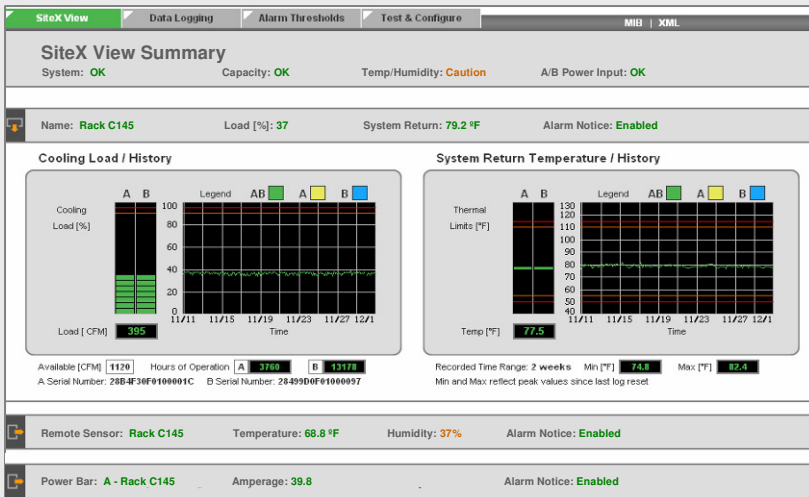 SiteX View Data Logging Alarm Thresholds Test & Configure MIB | XML
SiteX View Summary
System: OK Capacity: OK Temp/Humidity: Caution A/B Power Input: OK
Name: Rack C145 Load [%]: 37 System Return: 79.2 ºF Alarm Notice: Enabled
Cooling Load / History
A B Legend AB A B
Cooling
Load [%]
100
80
60
40
20
0
11/11 11/15 11/19 11/23 11/27 12/1
Time
Load [ CFM] 395
Available [CFM] 1120 Hours of Operation A 3760 B 13178
A Serial Number: 28B4F30F0100001C B Serial Number: 28499D0F01000097
System Return Temperature / History
A B Legend AB A B
Thermal
Limits [°F]
130
120
110
100
90
80
70
60
50
40
11/11 11/15 11/19 11/23 11/27 12/1
Time
Temp [°F] 77.5
Recorded Time Range: 2 weeks Min [°F] 74.8 Max [°F] 82.4
Min and Max reflect peak values since last log reset
Remote Sensor: Rack C145 Temperature: 68.8 ºF Humidity: 37% Alarm Notice: Enabled
Power Bar: A - Rack C145 Amperage: 39.8 Alarm Notice: Enabled